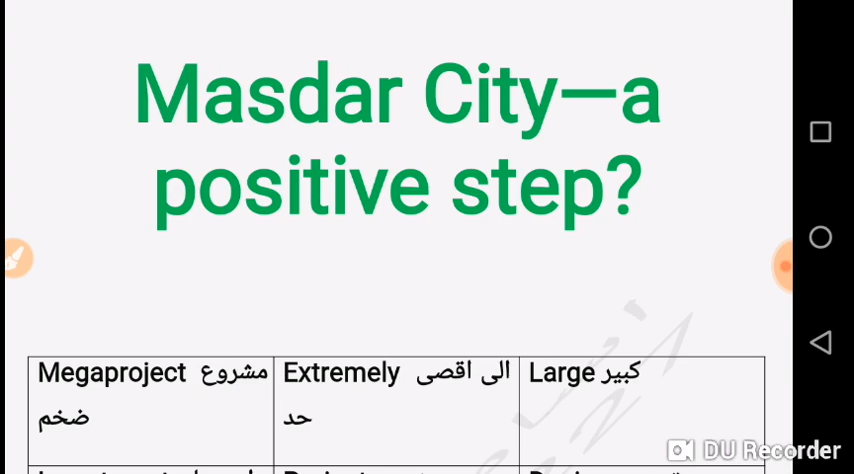 Masdar City—a
positive step?
Megaproject مشروع ضخم
Extremely الى اقصى حد
Large كبير
DU Recorder